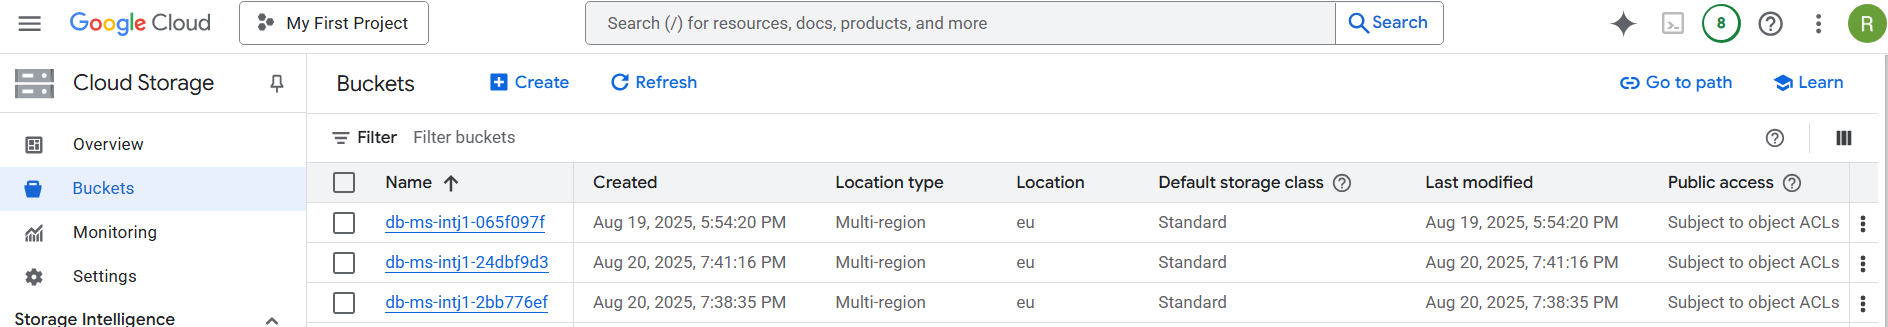 Google Cloud My First Project Search (/) for resources, docs, products, and more Search 8 R
Cloud Storage
Buckets Create Refresh Go to path Learn
Overview
Buckets
Monitoring
Settings
Storage Intelligence
Filter Filter buckets
Name Created Location type Location Default storage class Last modified Public access
db-ms-intj1-065f097f Aug 19, 2025, 5:54:20 PM Multi-region eu Standard Aug 19, 2025, 5:54:20 PM Subject to object ACLs
db-ms-intj1-24dbf9d3 Aug 20, 2025, 7:41:16 PM Multi-region eu Standard Aug 20, 2025, 7:41:16 PM Subject to object ACLs
db-ms-intj1-2bb776ef Aug 20, 2025, 7:38:35 PM Multi-region eu Standard Aug 20, 2025, 7:38:35 PM Subject to object ACLs